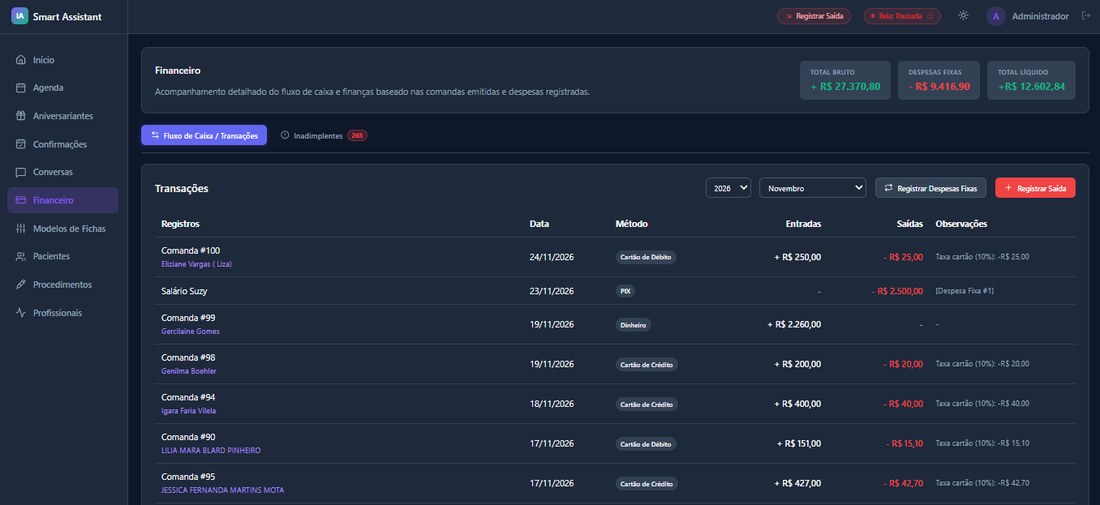 IA Smart Assistant
Registrar Saída
Bela: Pausada
A Administrador
Início
Agenda
Aniversariantes
Confirmações
Conversas
Financeiro
Modelos de Fichas
Pacientes
Procedimentos
Profissionais
Financeiro
Acompanhamento detalhado do fluxo de caixa e finanças baseado nas comandas emitidas e despesas registradas.
TOTAL BRUTO
+ R$ 27.370,80
DESPESAS FIXAS
- R$ 9.416,90
TOTAL LÍQUIDO
+R$ 12.602,84
Fluxo de Caixa / Transações
Inadimplentes 265
Transações
2026
Novembro
Registrar Despesas Fixas
+ Registrar Saída
Registros Data Método Entradas Saídas Observações
Comanda #100
Eliziane Vargas ( Liza)
24/11/2026 Cartão de Débito + R$ 250,00 - R$ 25,00 Taxa cartão (10%): -R$ 25,00
Salário Suzy 23/11/2026 PIX - - R$ 2.500,00 [Despesa Fixa #1]
Comanda #99
Gercilaine Gomes
19/11/2026 Dinheiro + R$ 2.260,00 - -
Comanda #98
Genilma Boehler
19/11/2026 Cartão de Crédito + R$ 200,00 - R$ 20,00 Taxa cartão (10%): -R$ 20,00
Comanda #94
Igara Faria Vilela
18/11/2026 Cartão de Crédito + R$ 400,00 - R$ 40,00 Taxa cartão (10%): -R$ 40,00
Comanda #90
LILIA MARA BLARD PINHEIRO
17/11/2026 Cartão de Débito + R$ 151,00 - R$ 15,10 Taxa cartão (10%): -R$ 15,10
Comanda #95
JESSICA FERNANDA MARTINS MOTA
17/11/2026 Cartão de Crédito + R$ 427,00 - R$ 42,70 Taxa cartão (10%): -R$ 42,70